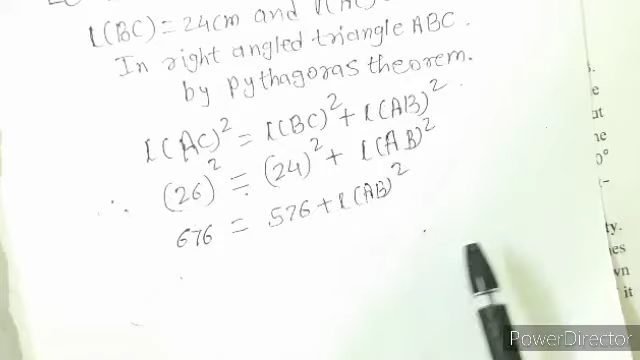 l(BC) = 24cm and l(AC)
In right angled triangle ABC.
by Pythagoras theorem.
l(AC)² = l(BC)² + l(AB)²
∴ (26)² = (24)² + l(AB)²
676 = 576 + l(AB)²
PowerDirector